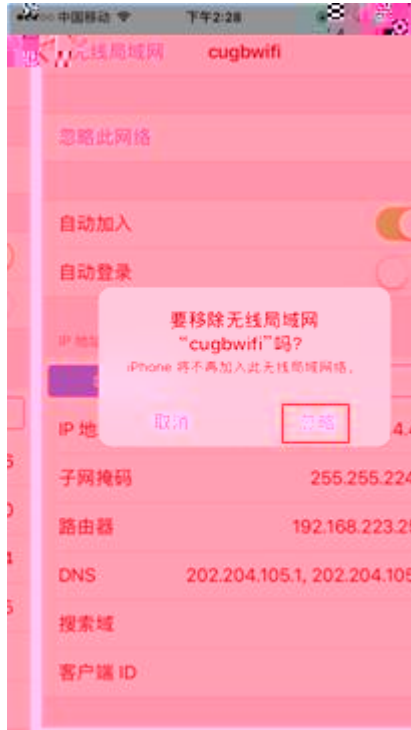 中国移动 下午2:28
无线局域网 cugbwifi
忽略此网络
自动加入
自动登录
要移除无线局域网
“cugbwifi”吗?
iPhone 将不再加入此无线局域网络。
取消 忽略
IP 地
子网掩码 255.255.224
路由器 192.168.223.25
DNS 202.204.105.1, 202.204.105
搜索域
客户端 ID